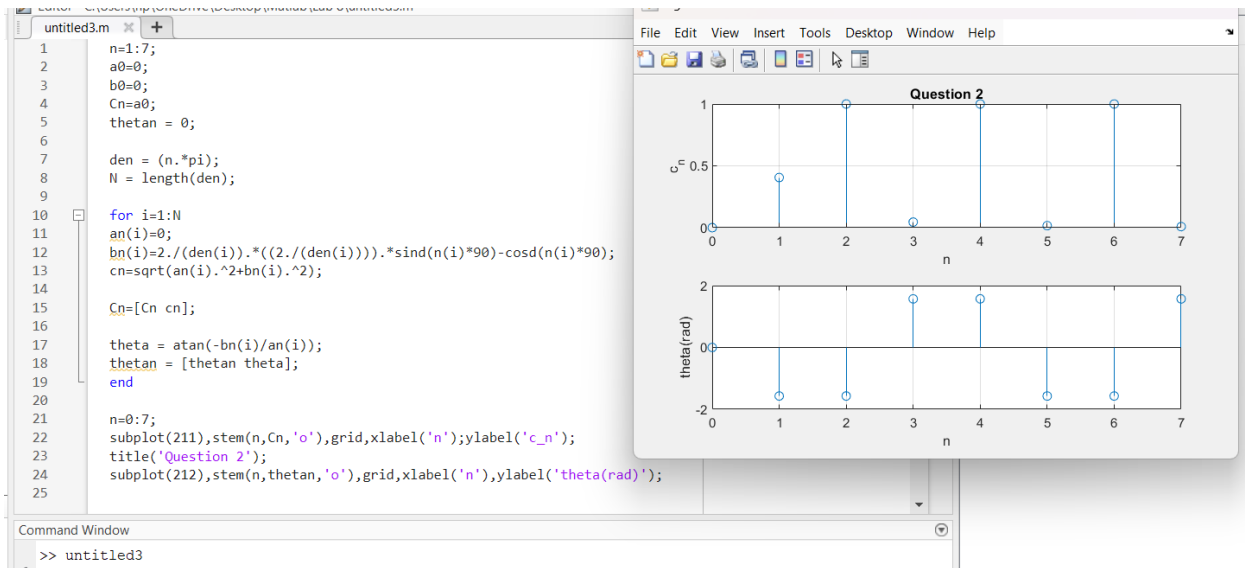 untitled3.m × +
1 n=1:7;
2 a0=0;
3 b0=0;
4 Cn=a0;
5 thetan = 0;
6
7 den = (n.*pi);
8 N = length(den);
9
10 for i=1:N
11 an(i)=0;
12 bn(i)=2./(den(i)).*((2./(den(i)))).*sind(n(i)*90)-cosd(n(i)*90);
13 cn=sqrt(an(i).^2+bn(i).^2);
14
15 Cn=[Cn cn];
16
17 theta = atan(-bn(i)/an(i));
18 thetan = [thetan theta];
19 end
20
21 n=0:7;
22 subplot(211),stem(n,Cn,'o'),grid,xlabel('n');ylabel('c_n');
23 title('Question 2');
24 subplot(212),stem(n,thetan,'o'),grid,xlabel('n'),ylabel('theta(rad)');
25
Command Window
>> untitled3
File Edit View Insert Tools Desktop Window Help
Question 2
1
0.5
0
c_n
0 1 2 3 4 5 6 7
n
2
0
-2
theta(rad)
0 1 2 3 4 5 6 7
n